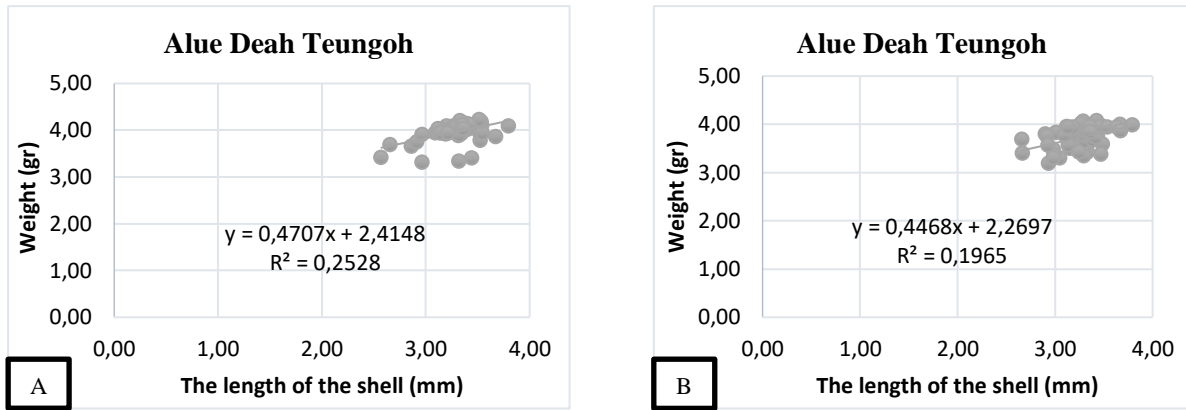 Alue Deah Teungoh
Weight (gr)
5,00
4,00
3,00
2,00
1,00
0,00
y = 0,4707x + 2,4148
R² = 0,2528
0,00 1,00 2,00 3,00 4,00
The length of the shell (mm)
A
Alue Deah Teungoh
Weight (gr)
5,00
4,00
3,00
2,00
1,00
0,00
y = 0,4468x + 2,2697
R² = 0,1965
0,00 1,00 2,00 3,00 4,00
The length of the shell (mm)
B